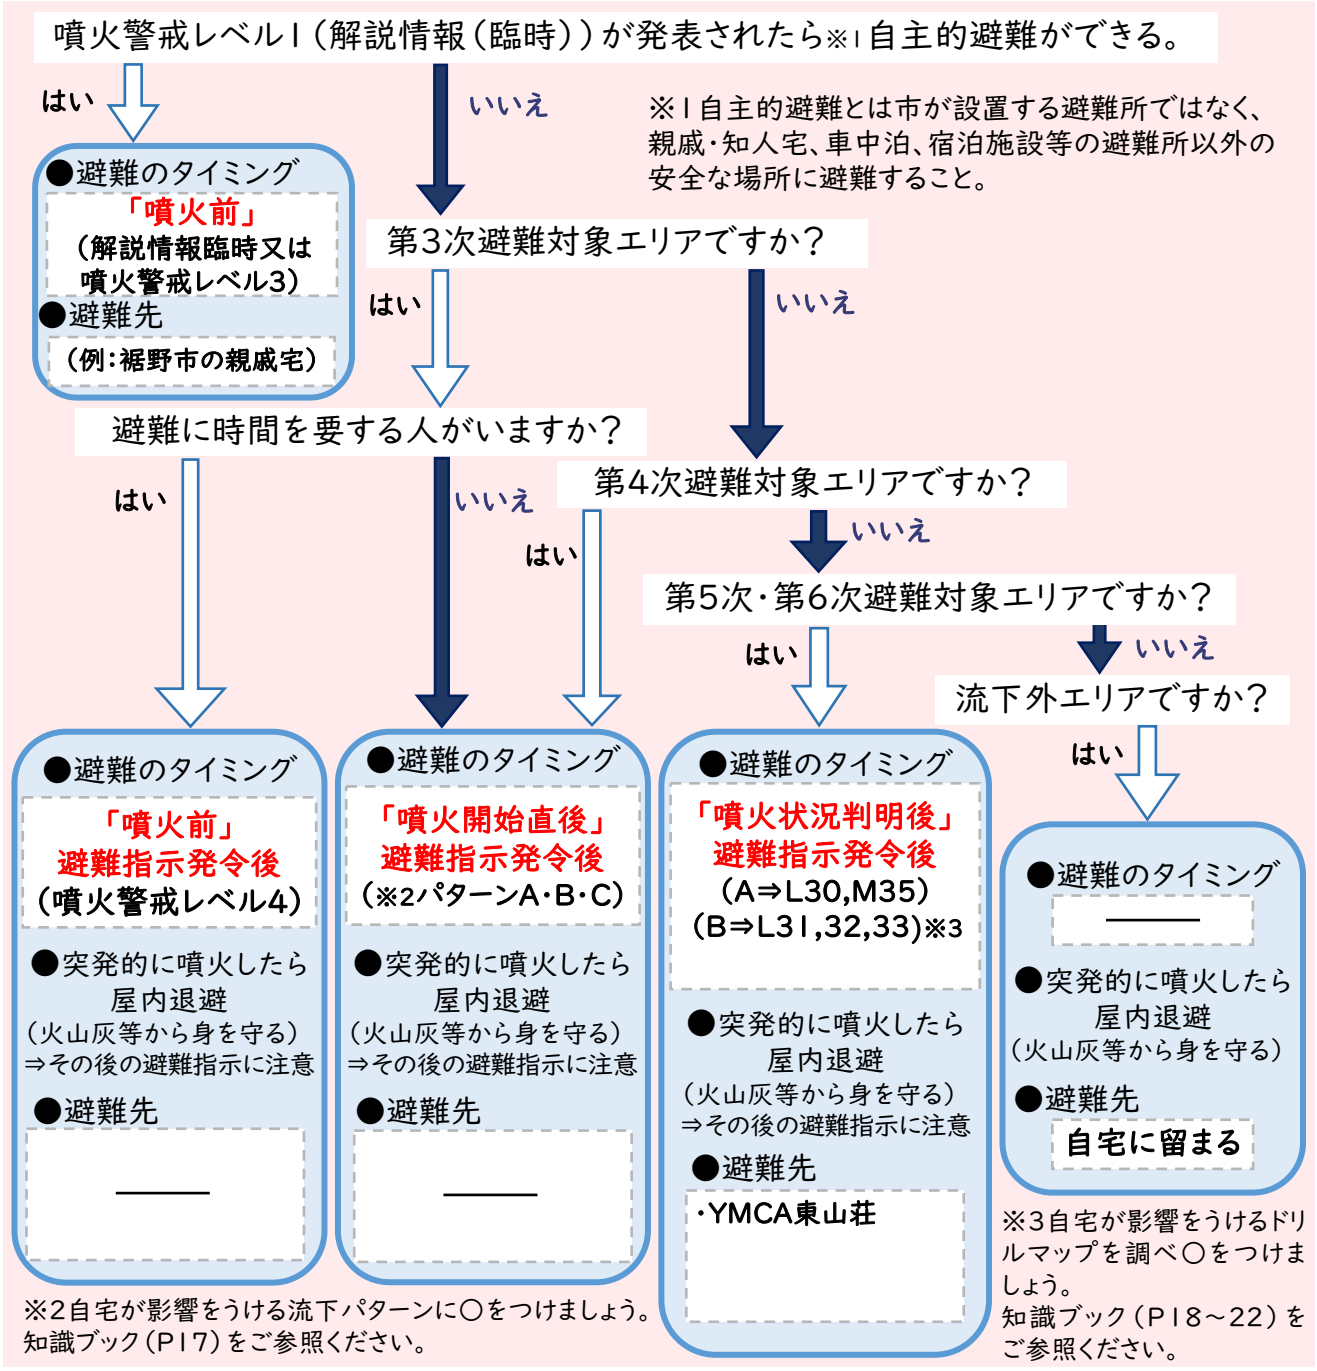 噴火警戒レベル1（解説情報（臨時））が発表されたら※1自主的避難ができる。
はい
いいえ
※1自主的避難とは市が設置する避難所ではなく、
親戚・知人宅、車中泊、宿泊施設等の避難所以外の
安全な場所に避難すること。
●避難のタイミング
「噴火前」
（解説情報臨時又は
噴火警戒レベル3）
●避難先
（例：裾野市の親戚宅）
第3次避難対象エリアですか？
はい
いいえ
避難に時間を要する人がいますか？
はい
いいえ
第4次避難対象エリアですか？
はい
いいえ
第5次・第6次避難対象エリアですか？
はい
いいえ
流下外エリアですか？
はい
●避難のタイミング
「噴火前」
避難指示発令後
（噴火警戒レベル4）
●突発的に噴火したら
屋内退避
（火山灰等から身を守る）
⇒その後の避難指示に注意
●避難先
●避難のタイミング
「噴火開始直後」
避難指示発令後
（※2パターンA・B・C）
●突発的に噴火したら
屋内退避
（火山灰等から身を守る）
⇒その後の避難指示に注意
●避難先
●避難のタイミング
「噴火状況判明後」
避難指示発令後
（A⇒L30,M35）
（B⇒L31,32,33)※3
●突発的に噴火したら
屋内退避
（火山灰等から身を守る）
⇒その後の避難指示に注意
●避難先
・YMCA東山荘
●避難のタイミング
●突発的に噴火したら
屋内退避
（火山灰等から身を守る）
●避難先
自宅に留まる
※2自宅が影響をうける流下パターンに〇をつけましょう。
知識ブック（P17）をご参照ください。
※3自宅が影響をうけるドリ
ルマップを調べ〇をつけま
しょう。
知識ブック（P18～22）を
ご参照ください。